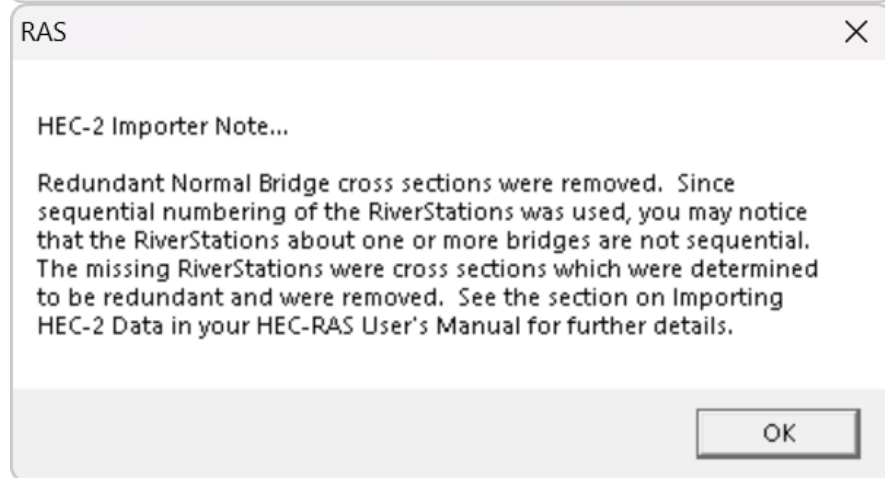 RAS
HEC-2 Importer Note...
Redundant Normal Bridge cross sections were removed.  Since
sequential numbering of the RiverStations was used, you may notice
that the RiverStations about one or more bridges are not sequential.
The missing RiverStations were cross sections which were determined
to be redundant and were removed.  See the section on Importing
HEC-2 Data in your HEC-RAS User's Manual for further details.
OK